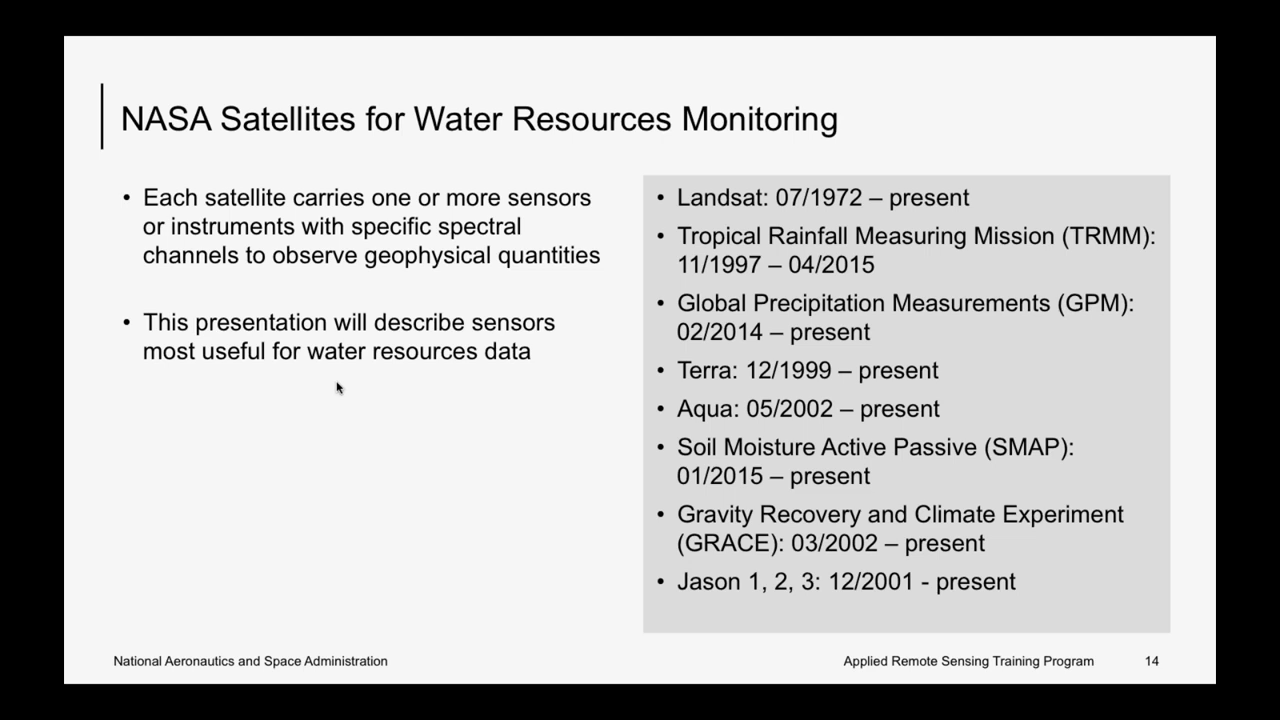 NASA Satellites for Water Resources Monitoring
• Each satellite carries one or more sensors
or instruments with specific spectral
channels to observe geophysical quantities
• This presentation will describe sensors
most useful for water resources data
• Landsat: 07/1972 – present
• Tropical Rainfall Measuring Mission (TRMM):
11/1997 – 04/2015
• Global Precipitation Measurements (GPM):
02/2014 – present
• Terra: 12/1999 – present
• Aqua: 05/2002 – present
• Soil Moisture Active Passive (SMAP):
01/2015 – present
• Gravity Recovery and Climate Experiment
(GRACE): 03/2002 – present
• Jason 1, 2, 3: 12/2001 - present
National Aeronautics and Space Administration
Applied Remote Sensing Training Program
14